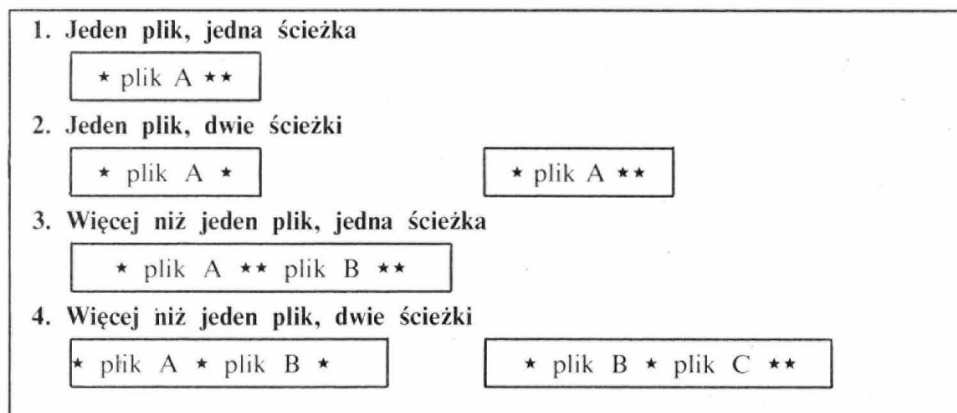 1. Jeden plik, jedna ścieżka
★ plik A ★★
2. Jeden plik, dwie ścieżki
★ plik A ★ ★ plik A ★★
3. Więcej niż jeden plik, jedna ścieżka
★ plik A ★★ plik B ★★
4. Więcej niż jeden plik, dwie ścieżki
★ plik A ★ plik B ★ ★ plik B ★ plik C ★★